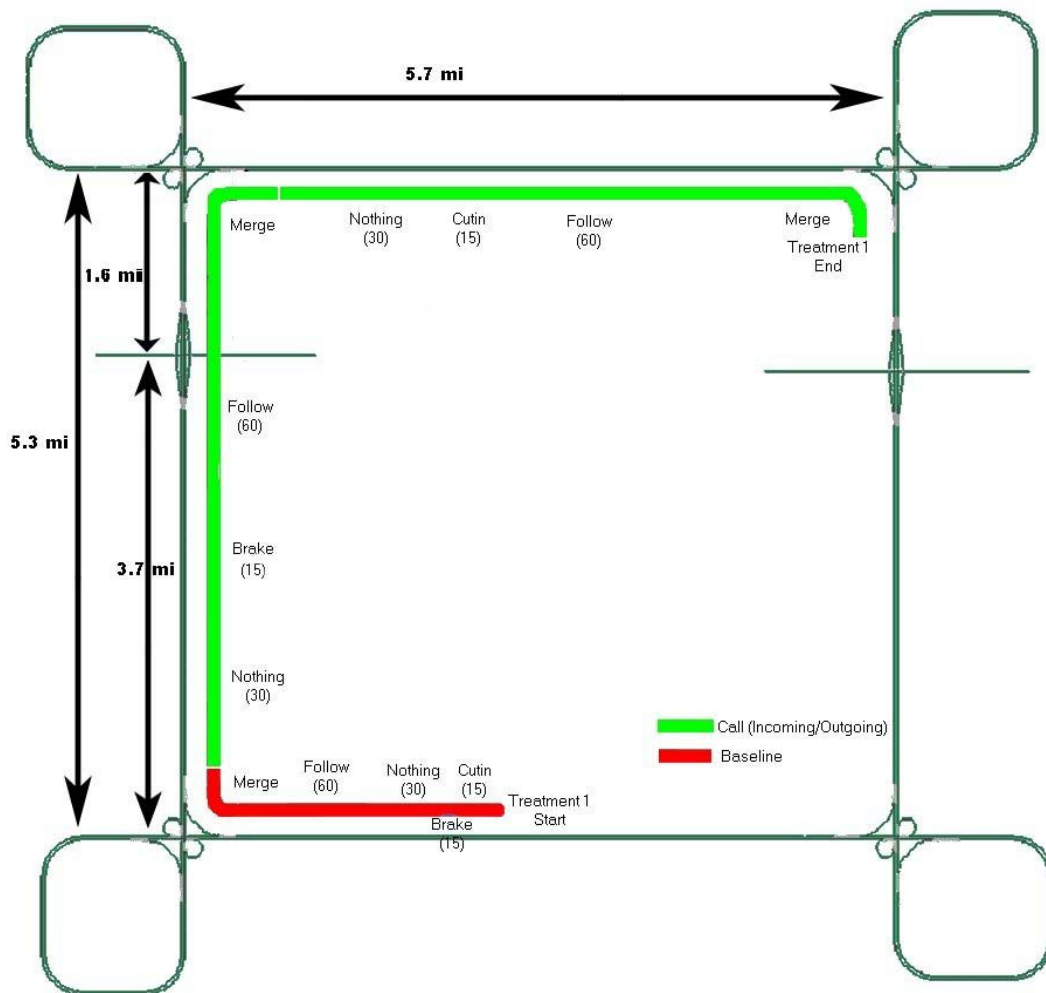 5.7 mi
Merge
Nothing
(30)
Cutin
(15)
Follow
(60)
Merge
Treatment 1
End
1.6 mi
Follow
(60)
5.3 mi
Brake
(15)
3.7 mi
Nothing
(30)
Call (Incoming/Outgoing)
Baseline
Merge
Follow
(60)
Nothing
(30)
Cutin
(15)
Treatment 1
Start
Brake
(15)